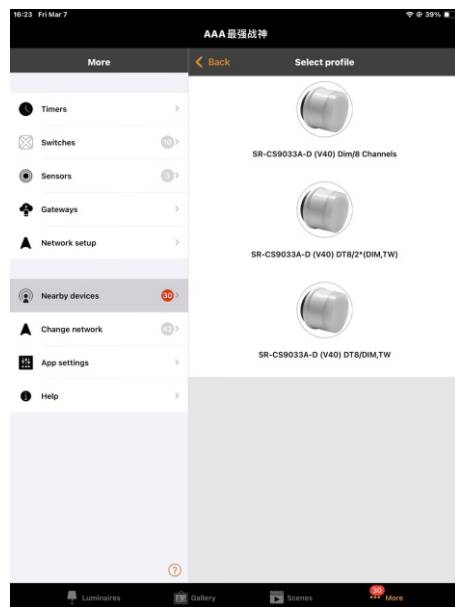 16:23 Fri Mar 7
39%
AAA最强战神
More
Back
Select profile
Timers
Switches 10
Sensors 3
Gateways
Network setup
Nearby devices 30
Change network 42
App settings
Help
SR-CS9033A-D (V40) Dim/8 Channels
SR-CS9033A-D (V40) DT8/2*(DIM,TW)
SR-CS9033A-D (V40) DT8/DIM,TW
?
Luminaires
Gallery
Scenes
30
More